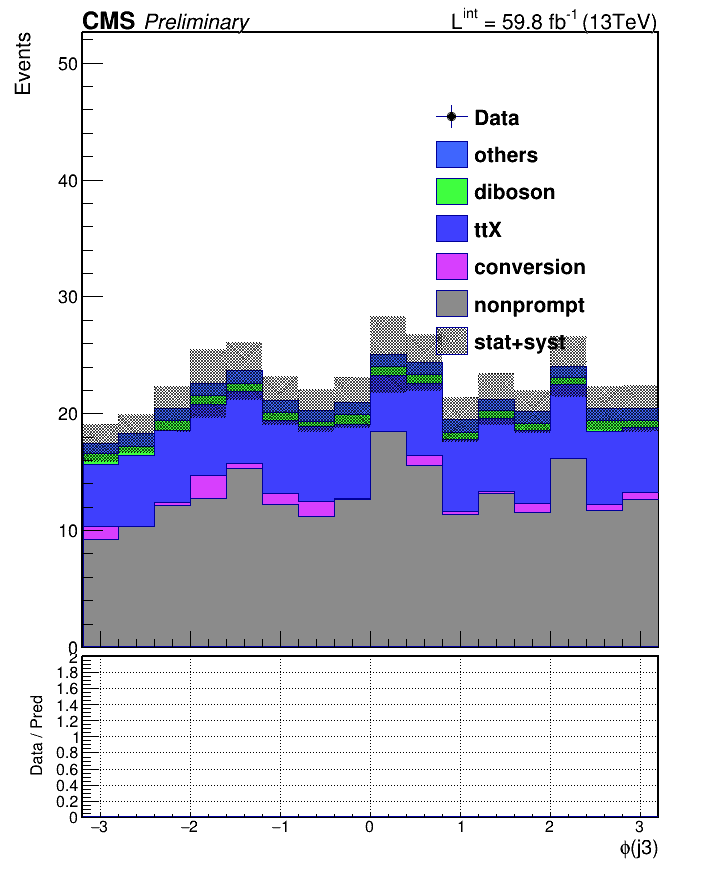 CMS Preliminary
L^int = 59.8 fb^-1 (13TeV)
Events
50
40
30
20
10
0
Data
others
diboson
ttX
conversion
nonprompt
stat+syst
Data / Pred
2
1.8
1.6
1.4
1.2
1
0.8
0.6
0.4
0.2
0
−3 −2 −1 0 1 2 3
ϕ(j3)